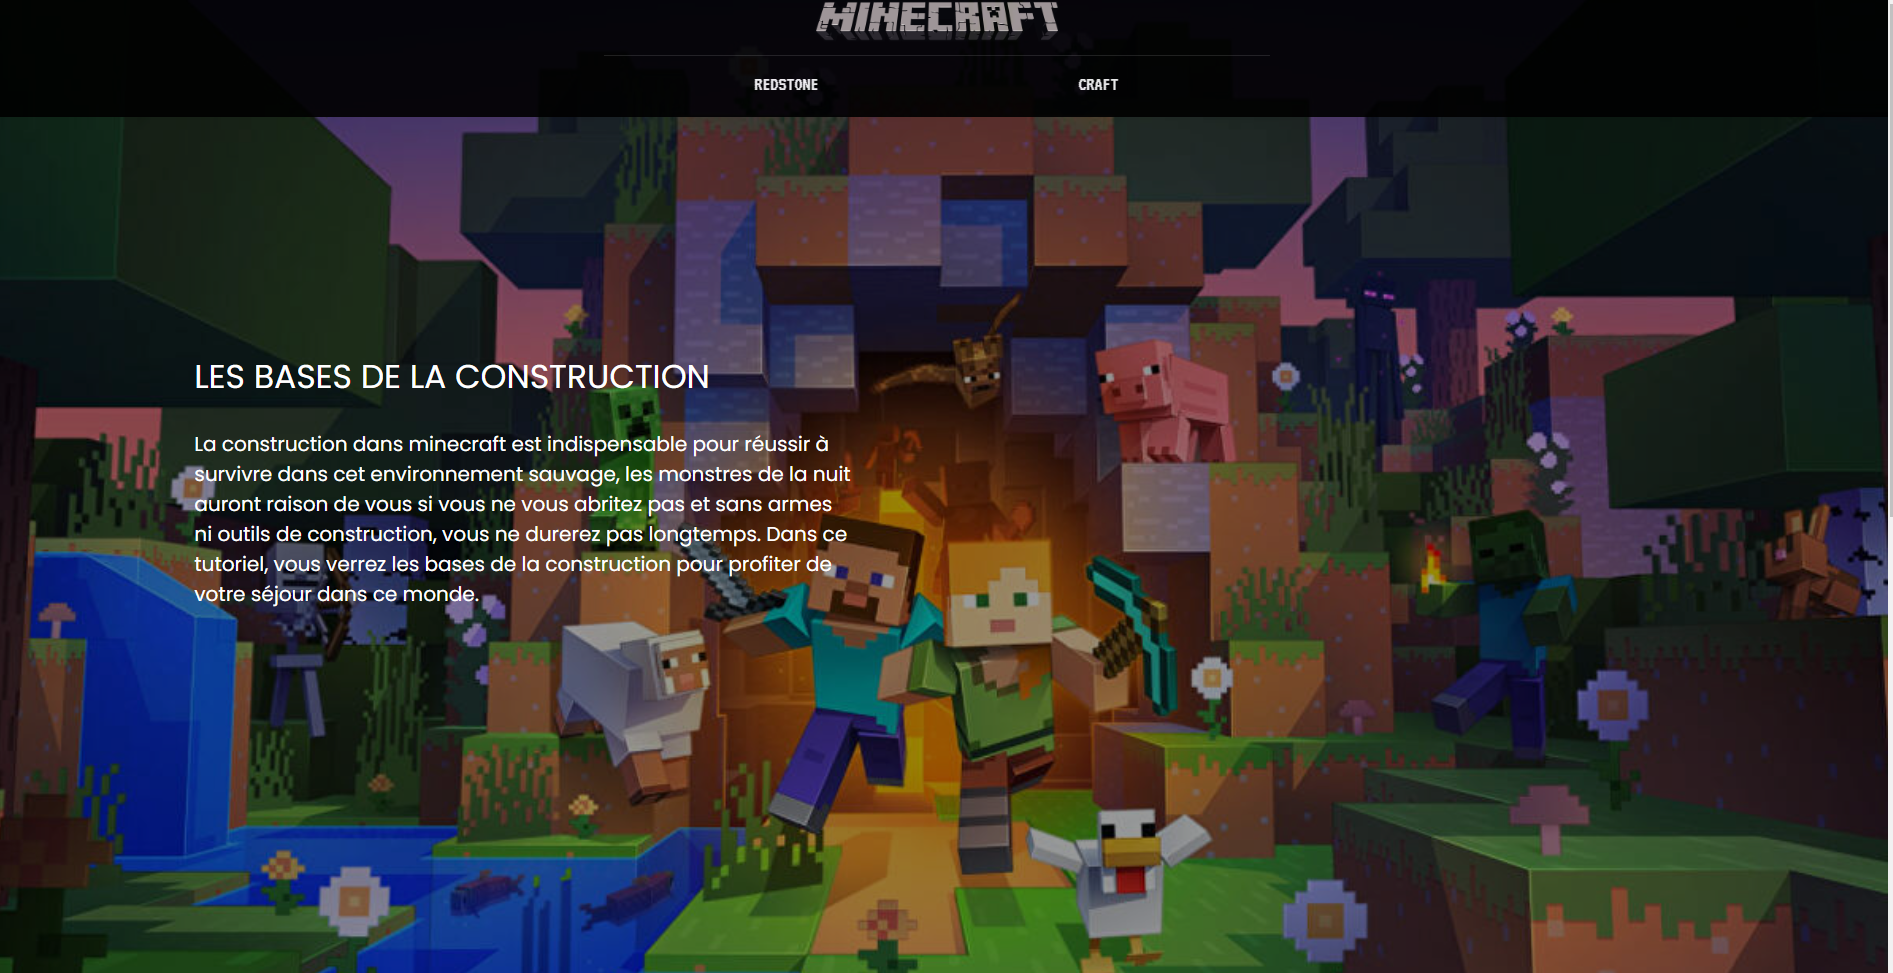 MINECRAFT
REDSTONE CRAFT
LES BASES DE LA CONSTRUCTION
La construction dans minecraft est indispensable pour réussir à
survivre dans cet environnement sauvage, les monstres de la nuit
auront raison de vous si vous ne vous abritez pas et sans armes
ni outils de construction, vous ne durerez pas longtemps. Dans ce
tutoriel, vous verrez les bases de la construction pour profiter de
votre séjour dans ce monde.